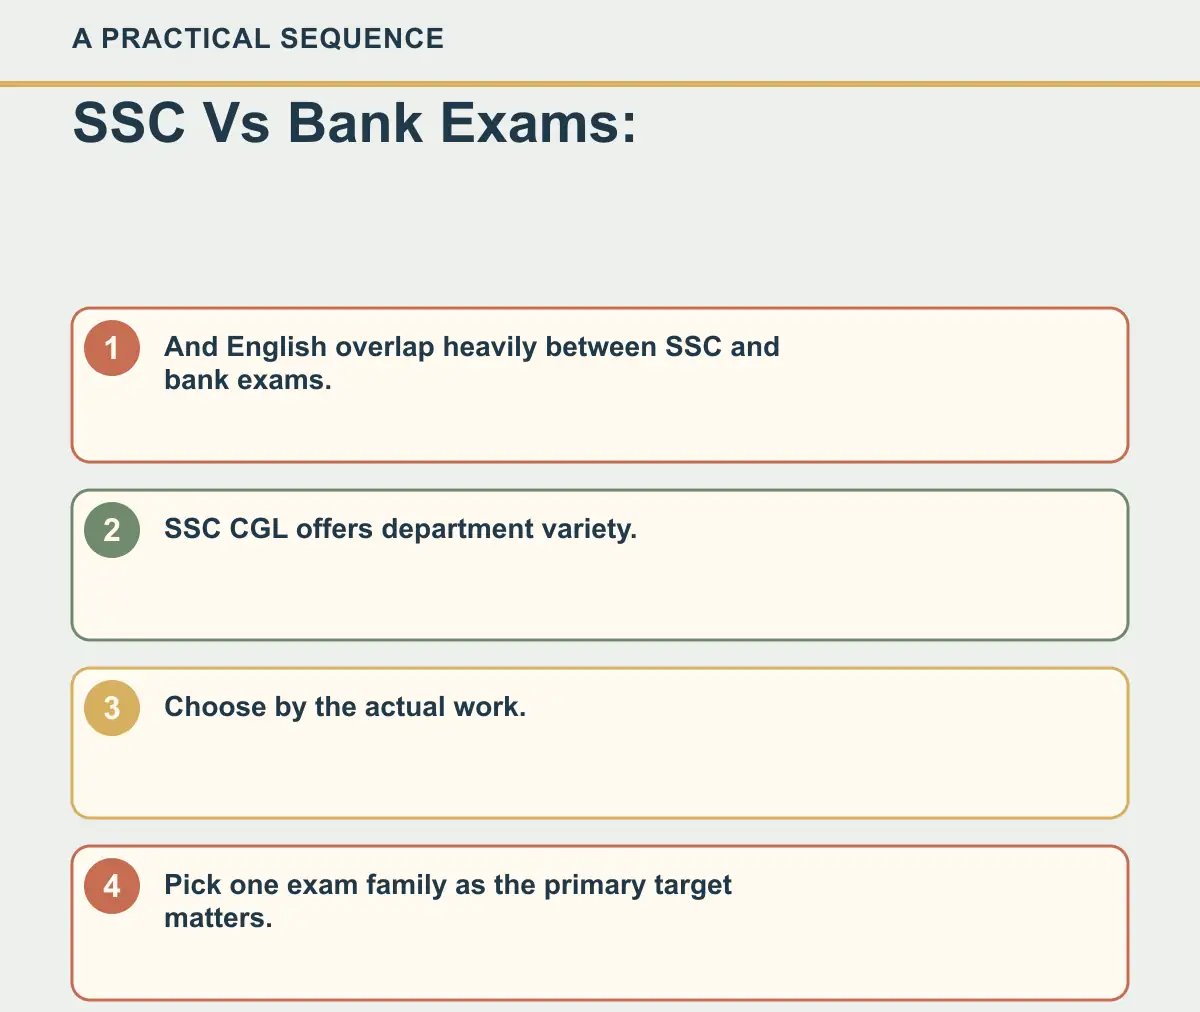 A PRACTICAL SEQUENCE
SSC Vs Bank Exams:
1
And English overlap heavily between SSC and
bank exams.
2
SSC CGL offers department variety.
3
Choose by the actual work.
4
Pick one exam family as the primary target
matters.